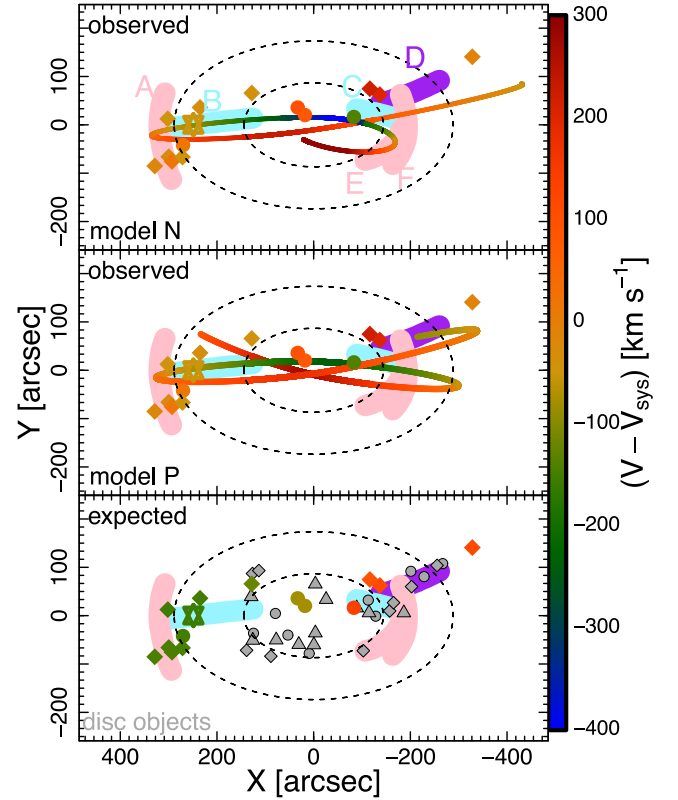 observed
A
B
C
D
E
F
model N
observed
model P
expected
disc objects
100
0
−200
100
0
−200
100
0
−200
400
200
0
−200
−400
X [arcsec]
Y [arcsec]
300
200
100
0
−100
−200
−300
−400
(V − Vsys) [km s−1]